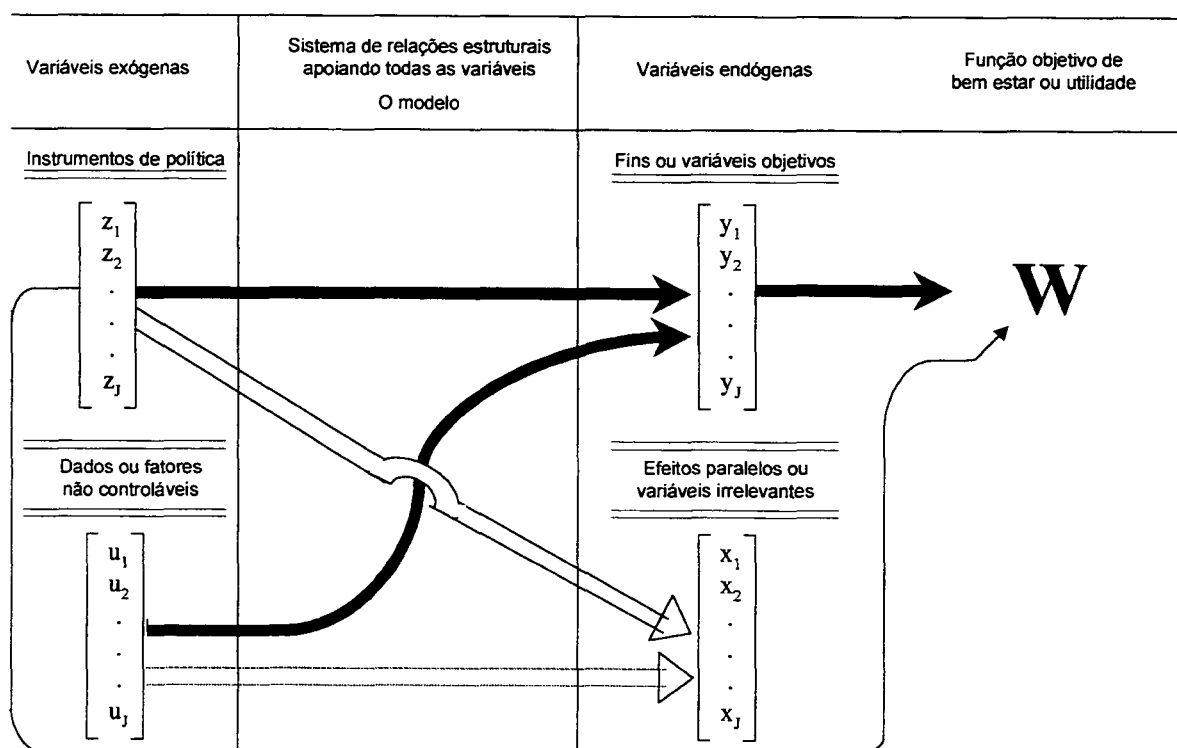 Variáveis exógenas
Sistema de relações estruturais
apoiando todas as variáveis
O modelo
Variáveis endógenas
Função objetivo de
bem estar ou utilidade
Instrumentos de política
z1
z2
.
.
.
zJ
Fins ou variáveis objetivos
y1
y2
.
.
.
yJ
W
Dados ou fatores
não controláveis
u1
u2
.
.
.
uJ
Efeitos paralelos ou
variáveis irrelevantes
x1
x2
.
.
.
xJ